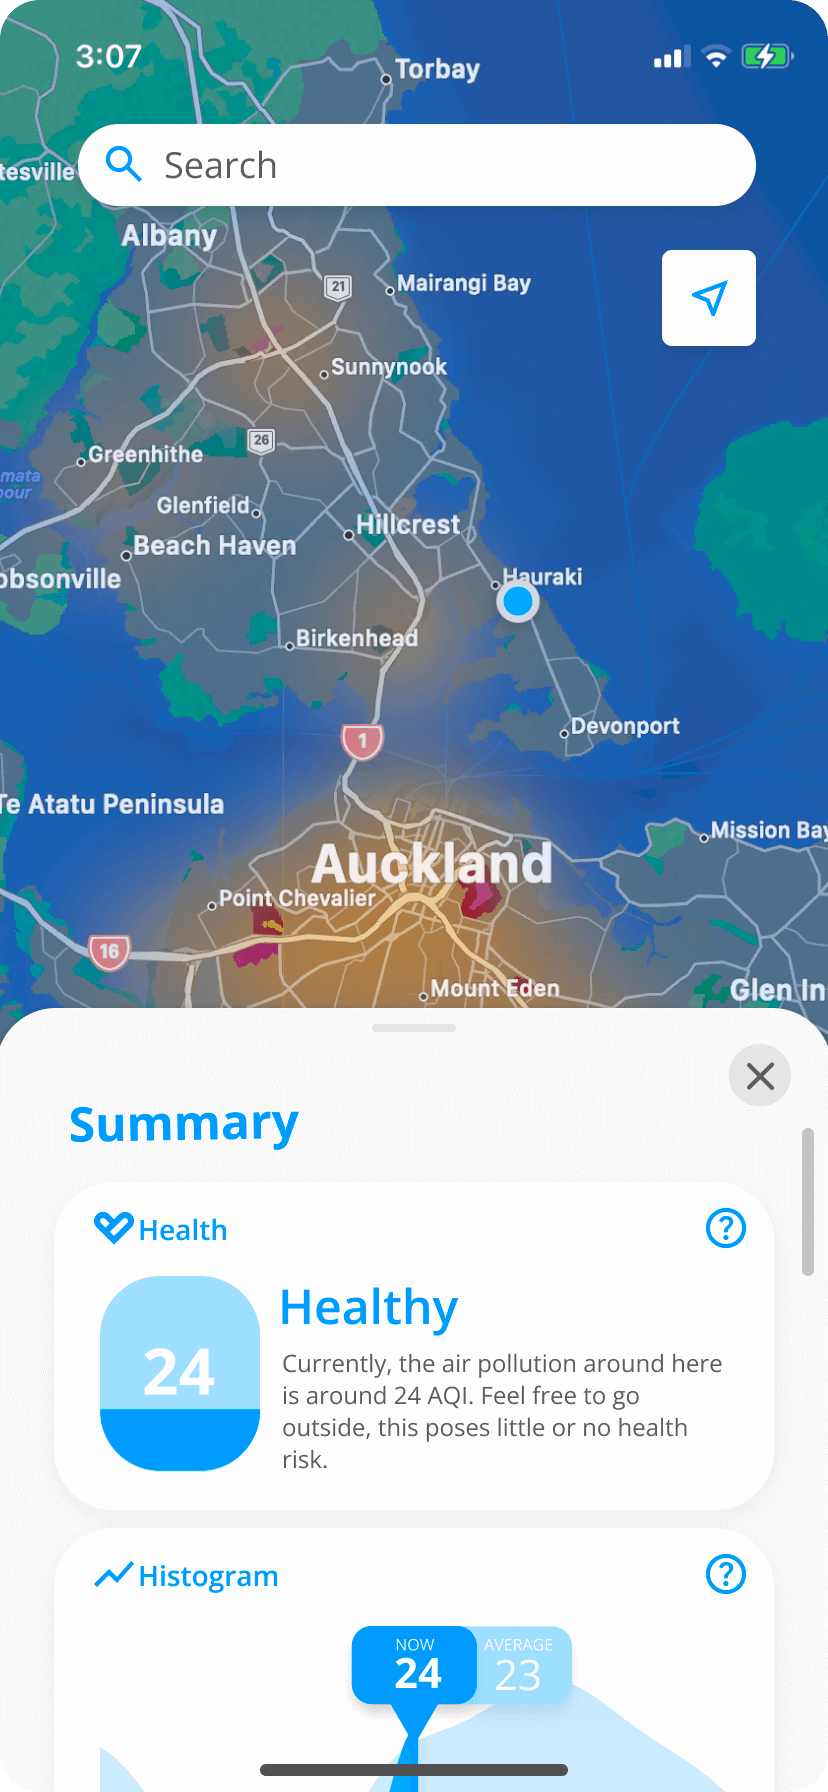 3:07
Torbay
tesville
Search
Albany
21
Mairangi Bay
Sunnynook
26
Greenhithe
mata
Glenfield
Hillcrest
Beach Haven
obsonville
Hauraki
Birkenhead
Devonport
1
Te Atatu Peninsula
Mission Bay
Auckland
Point Chevalier
16
Mount Eden
Glen In
Summary
Health
?
24
Healthy
Currently, the air pollution around here
is around 24 AQI. Feel free to go
outside, this poses little or no health
risk.
Histogram
?
NOW
24
AVERAGE
23